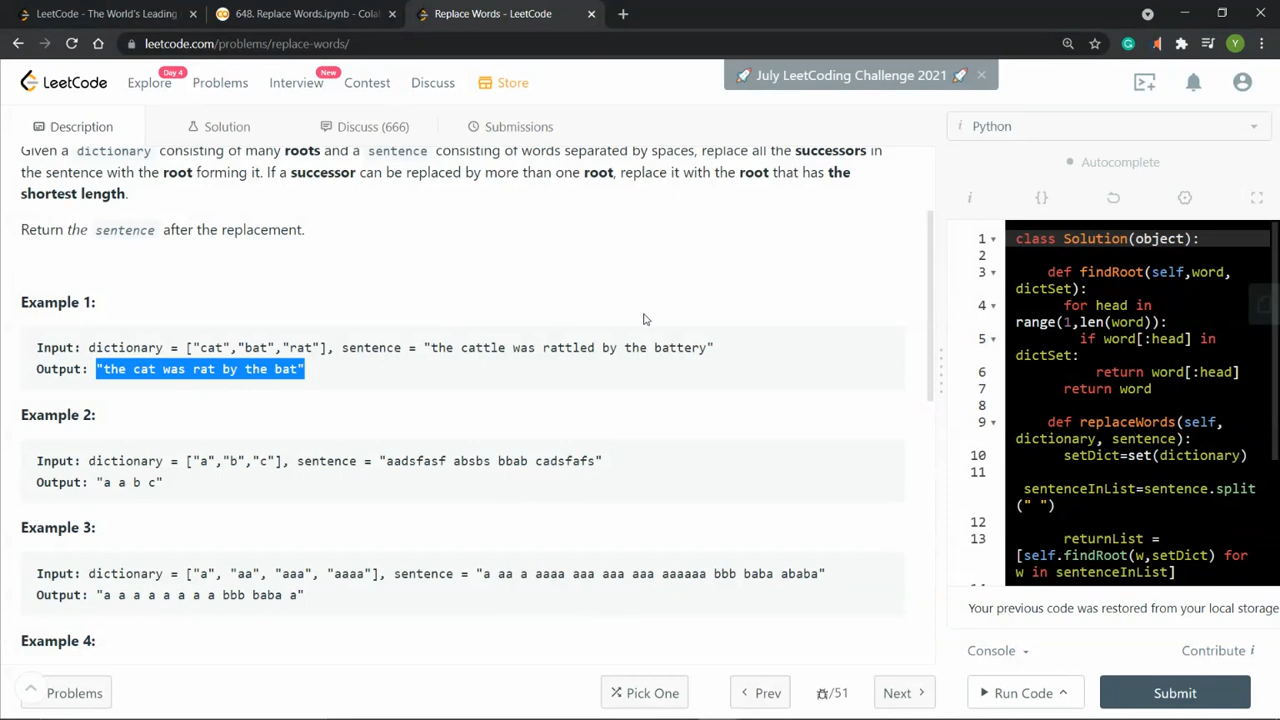 LeetCode - The World's Leading
648. Replace Words.ipynb - Colab
Replace Words - LeetCode
leetcode.com/problems/replace-words/
Y
LeetCode
Explore
Day 4
Problems
Interview
New
Contest
Discuss
Store
🚀 July LeetCoding Challenge 2021 🚀
Description
Solution
Discuss (666)
Submissions
Given a dictionary consisting of many roots and a sentence consisting of words separated by spaces, replace all the successors in
the sentence with the root forming it. If a successor can be replaced by more than one root, replace it with the root that has the
shortest length.
Return the sentence after the replacement.
Example 1:
Input: dictionary = ["cat","bat","rat"], sentence = "the cattle was rattled by the battery"
Output: "the cat was rat by the bat"
Example 2:
Input: dictionary = ["a","b","c"], sentence = "aadsfasf absbs bbab cadsfafs"
Output: "a a b c"
Example 3:
Input: dictionary = ["a", "aa", "aaa", "aaaa"], sentence = "a aa a aaaa aaa aaa aaa aaaaaa bbb baba ababa"
Output: "a a a a a a a a bbb baba a"
Example 4:
Problems
Pick One
Prev
/51
Next
i Python
Autocomplete
i {}
1 class Solution(object):
2
3 def findRoot(self,word,
dictSet):
4 for head in
range(1,len(word)):
5 if word[:head] in
dictSet:
6 return word[:head]
7 return word
8
9 def replaceWords(self,
dictionary, sentence):
10 setDict=set(dictionary)
11
sentenceInList=sentence.split
(" ")
12
13 returnList =
[self.findRoot(w,setDict) for
w in sentenceInList]
Your previous code was restored from your local storage
Console
Contribute i
Run Code
Submit